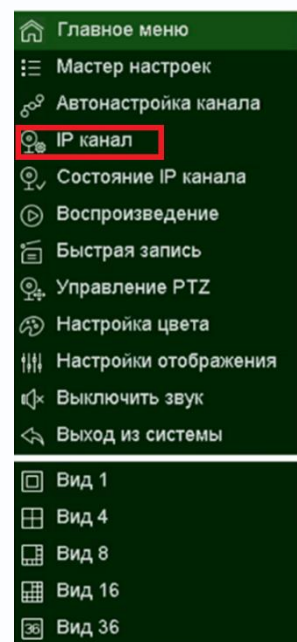 Главное меню
Мастер настроек
Автонастройка канала
IP канал
Состояние IP канала
Воспроизведение
Быстрая запись
Управление PTZ
Настройка цвета
Настройки отображения
Выключить звук
Выход из системы
Вид 1
Вид 4
Вид 8
Вид 16
36 Вид 36